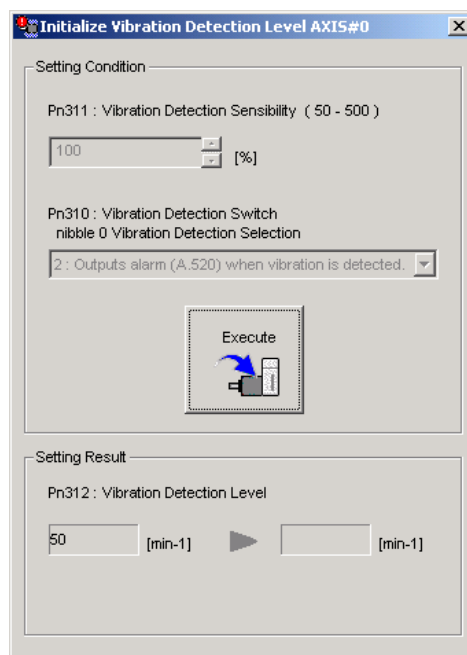 Initialize Vibration Detection Level AXIS#0
Setting Condition
Pn311 : Vibration Detection Sensibility ( 50 - 500 )
100
[%]
Pn310 : Vibration Detection Switch
nibble 0 Vibration Detection Selection
2 : Outputs alarm (A.520) when vibration is detected.
Execute
Setting Result
Pn312 : Vibration Detection Level
50 [min-1] [min-1]